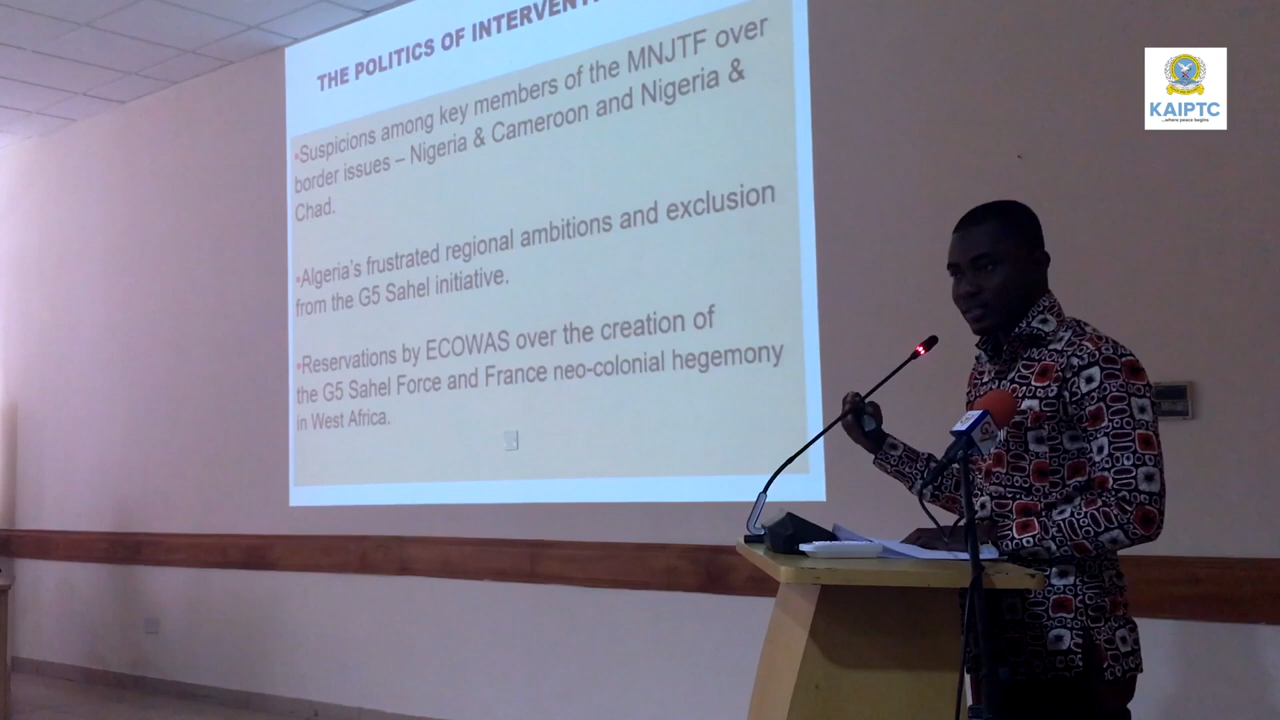 THE POLITICS OF INTERVENTI
▪Suspicions among key members of the MNJTF over
border issues – Nigeria & Cameroon and Nigeria &
Chad.
▪Algeria's frustrated regional ambitions and exclusion
from the G5 Sahel initiative.
▪Reservations by ECOWAS over the creation of
the G5 Sahel Force and France neo-colonial hegemony
in West Africa.
KAIPTC
...where peace begins